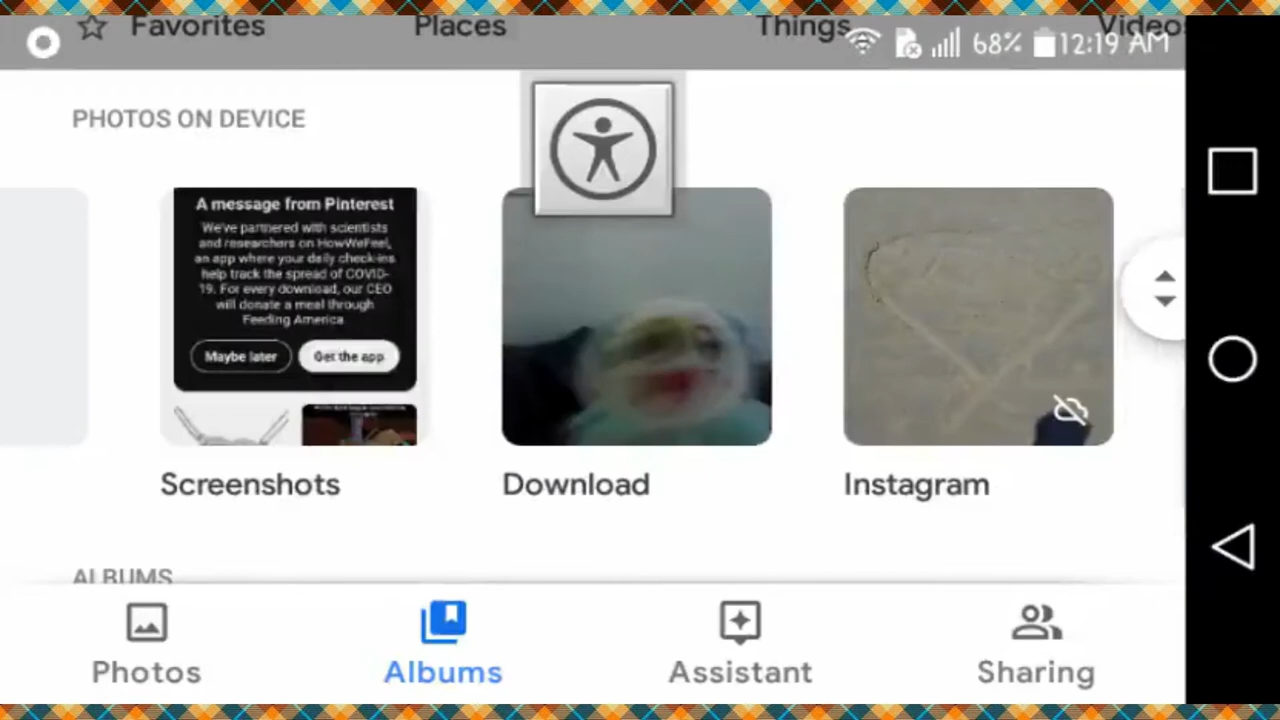 Favorites
Places
Things
Videos
68%
12:19 AM
PHOTOS ON DEVICE
A message from Pinterest
We've partnered with scientists
and researchers on HowWeFeel,
an app where your daily check-ins
help track the spread of COVID-
19. For every download, our CEO
will donate a meal through
Feeding America
Maybe later
Get the app
Screenshots
Download
Instagram
ALBUMS
Photos
Albums
Assistant
Sharing